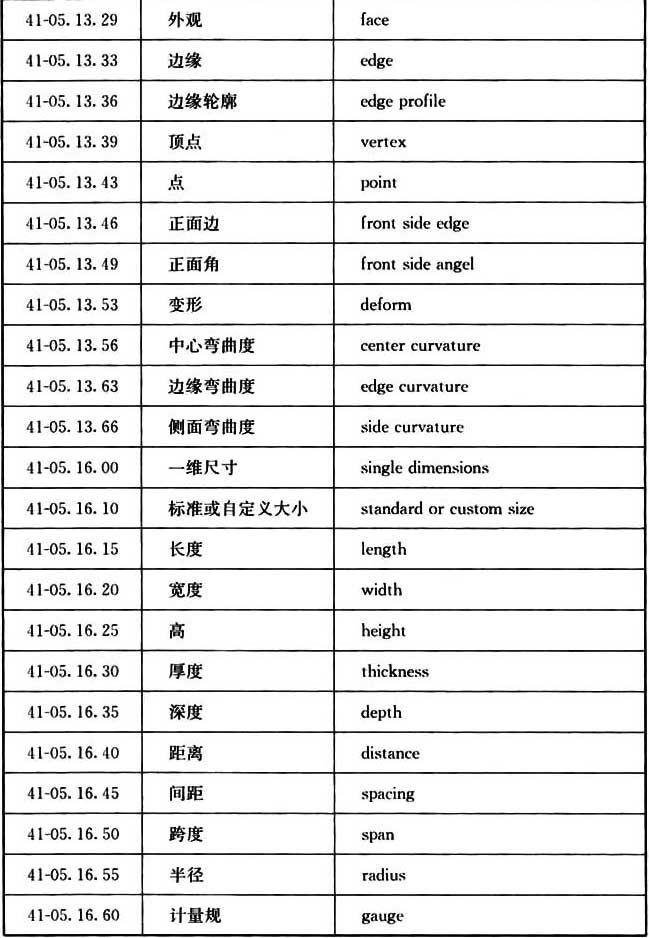 41-05.13.29 外观 face
41-05.13.33 边缘 edge
41-05.13.36 边缘轮廓 edge profile
41-05.13.39 顶点 vertex
41-05.13.43 点 point
41-05.13.46 正面边 front side edge
41-05.13.49 正面角 front side angel
41-05.13.53 变形 deform
41-05.13.56 中心弯曲度 center curvature
41-05.13.63 边缘弯曲度 edge curvature
41-05.13.66 侧面弯曲度 side curvature
41-05.16.00 一维尺寸 single dimensions
41-05.16.10 标准或自定义大小 standard or custom size
41-05.16.15 长度 length
41-05.16.20 宽度 width
41-05.16.25 高 height
41-05.16.30 厚度 thickness
41-05.16.35 深度 depth
41-05.16.40 距离 distance
41-05.16.45 间距 spacing
41-05.16.50 跨度 span
41-05.16.55 半径 radius
41-05.16.60 计量规 gauge